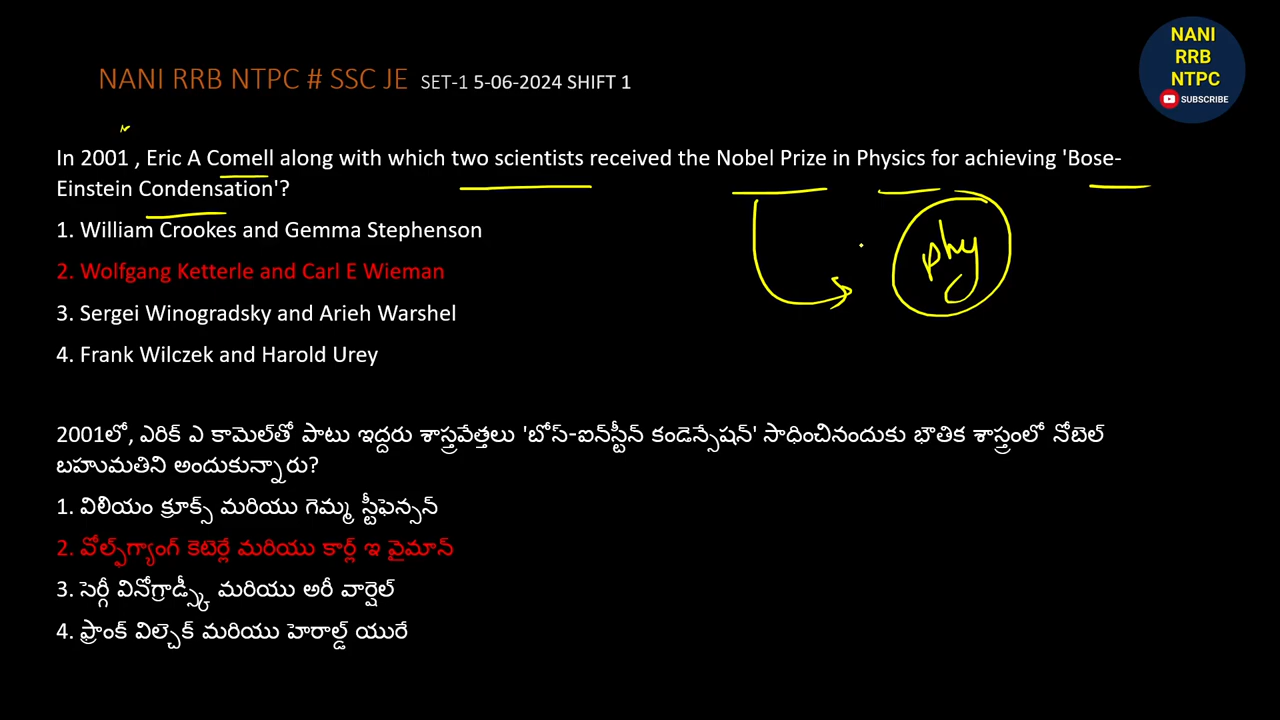 NANI RRB NTPC # SSC JE SET-1 5-06-2024 SHIFT 1
NANI
RRB
NTPC
SUBSCRIBE
In 2001 , Eric A Comell along with which two scientists received the Nobel Prize in Physics for achieving 'Bose-
Einstein Condensation'?
1. William Crookes and Gemma Stephenson
2. Wolfgang Ketterle and Carl E Wieman
3. Sergei Winogradsky and Arieh Warshel
4. Frank Wilczek and Harold Urey
phy
2001లో, ఎరిక్ ఎ కామెల్‌తో పాటు ఇద్దరు శాస్త్రవేత్తలు 'బోస్-ఐన్‌స్టీన్ కండెన్సేషన్' సాధించినందుకు భౌతిక శాస్త్రంలో నోబెల్
బహుమతిని అందుకున్నారు?
1. విలియం క్రూక్స్ మరియు గెమ్మ స్టీఫెన్సన్
2. వోల్ఫ్‌గ్యాంగ్ కెటెర్లే మరియు కార్ల్ ఇ వైమాన్
3. సెర్గీ వినోగ్రాడ్స్కీ మరియు అరీ వార్షెల్
4. ఫ్రాంక్ విల్చెక్ మరియు హెరాల్డ్ యురే